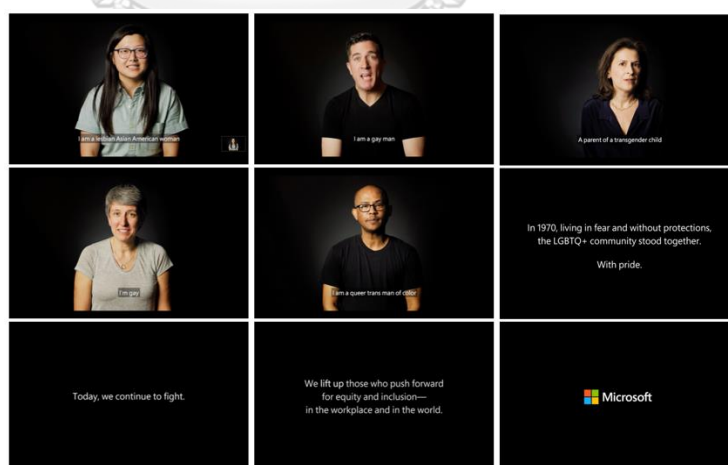 I am a lesbian Asian American woman
I am a gay man
A parent of a transgender child
I'm gay
I am a queer trans man of color
In 1970, living in fear and without protections,
the LGBTQ+ community stood together.
With pride.
Today, we continue to fight.
We lift up those who push forward
for equity and inclusion—
in the workplace and in the world.
Microsoft